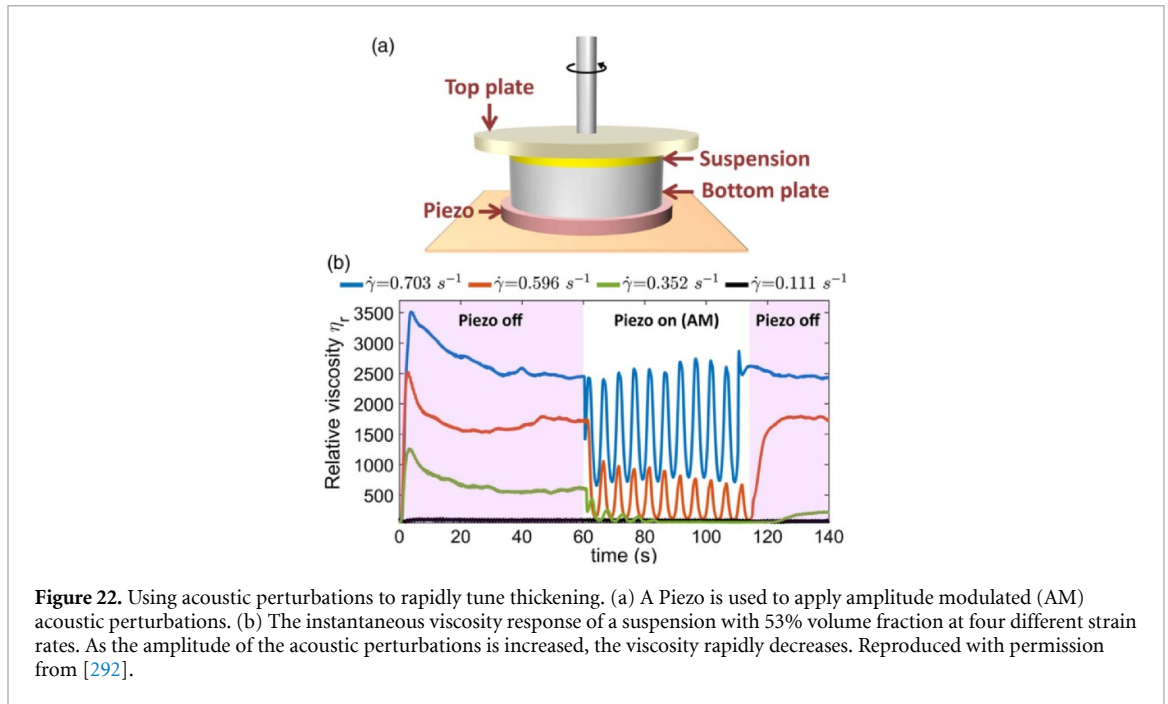 (a)
Top plate
Suspension
Bottom plate
Piezo
(b)
γ̇=0.703 s⁻¹ γ̇=0.596 s⁻¹ γ̇=0.352 s⁻¹ γ̇=0.111 s⁻¹
Piezo off Piezo on (AM) Piezo off
3500
3000
2500
2000
1500
1000
500
Relative viscosity ηr
0 20 40 60 80 100 120 140
time (s)
Figure 22. Using acoustic perturbations to rapidly tune thickening. (a) A Piezo is used to apply amplitude modulated (AM)
acoustic perturbations. (b) The instantaneous viscosity response of a suspension with 53% volume fraction at four different strain
rates. As the amplitude of the acoustic perturbations is increased, the viscosity rapidly decreases. Reproduced with permission
from [292].